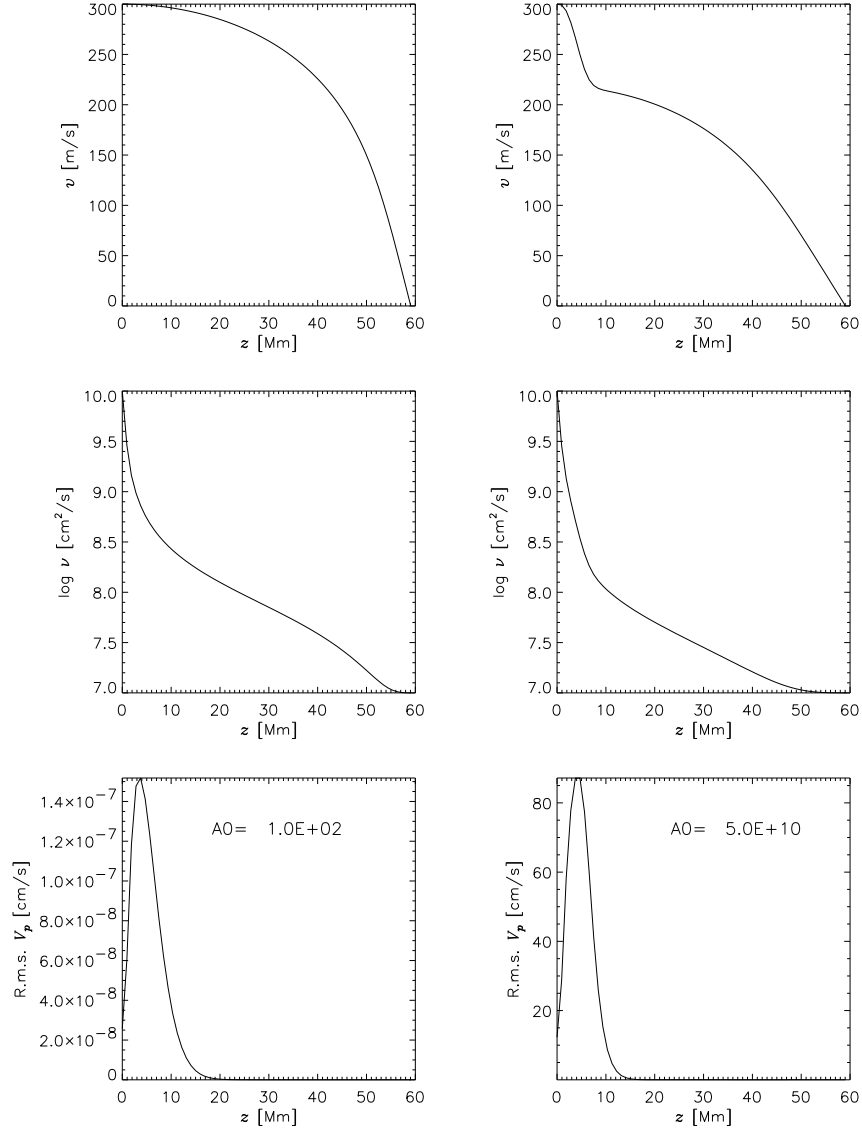 300
250
200
150
100
50
0
v [m/s]
0 10 20 30 40 50 60
z [Mm]
300
250
200
150
100
50
0
v [m/s]
0 10 20 30 40 50 60
z [Mm]
10.0
9.5
9.0
8.5
8.0
7.5
7.0
log ν [cm²/s]
0 10 20 30 40 50 60
z [Mm]
10.0
9.5
9.0
8.5
8.0
7.5
7.0
log ν [cm²/s]
0 10 20 30 40 50 60
z [Mm]
1.4×10⁻⁷
1.2×10⁻⁷
1.0×10⁻⁷
8.0×10⁻⁸
6.0×10⁻⁸
4.0×10⁻⁸
2.0×10⁻⁸
0
R.m.s. Vₚ [cm/s]
A0= 1.0E+02
0 10 20 30 40 50 60
z [Mm]
80
60
40
20
R.m.s. Vₚ [cm/s]
A0= 5.0E+10
0 10 20 30 40 50 60
z [Mm]